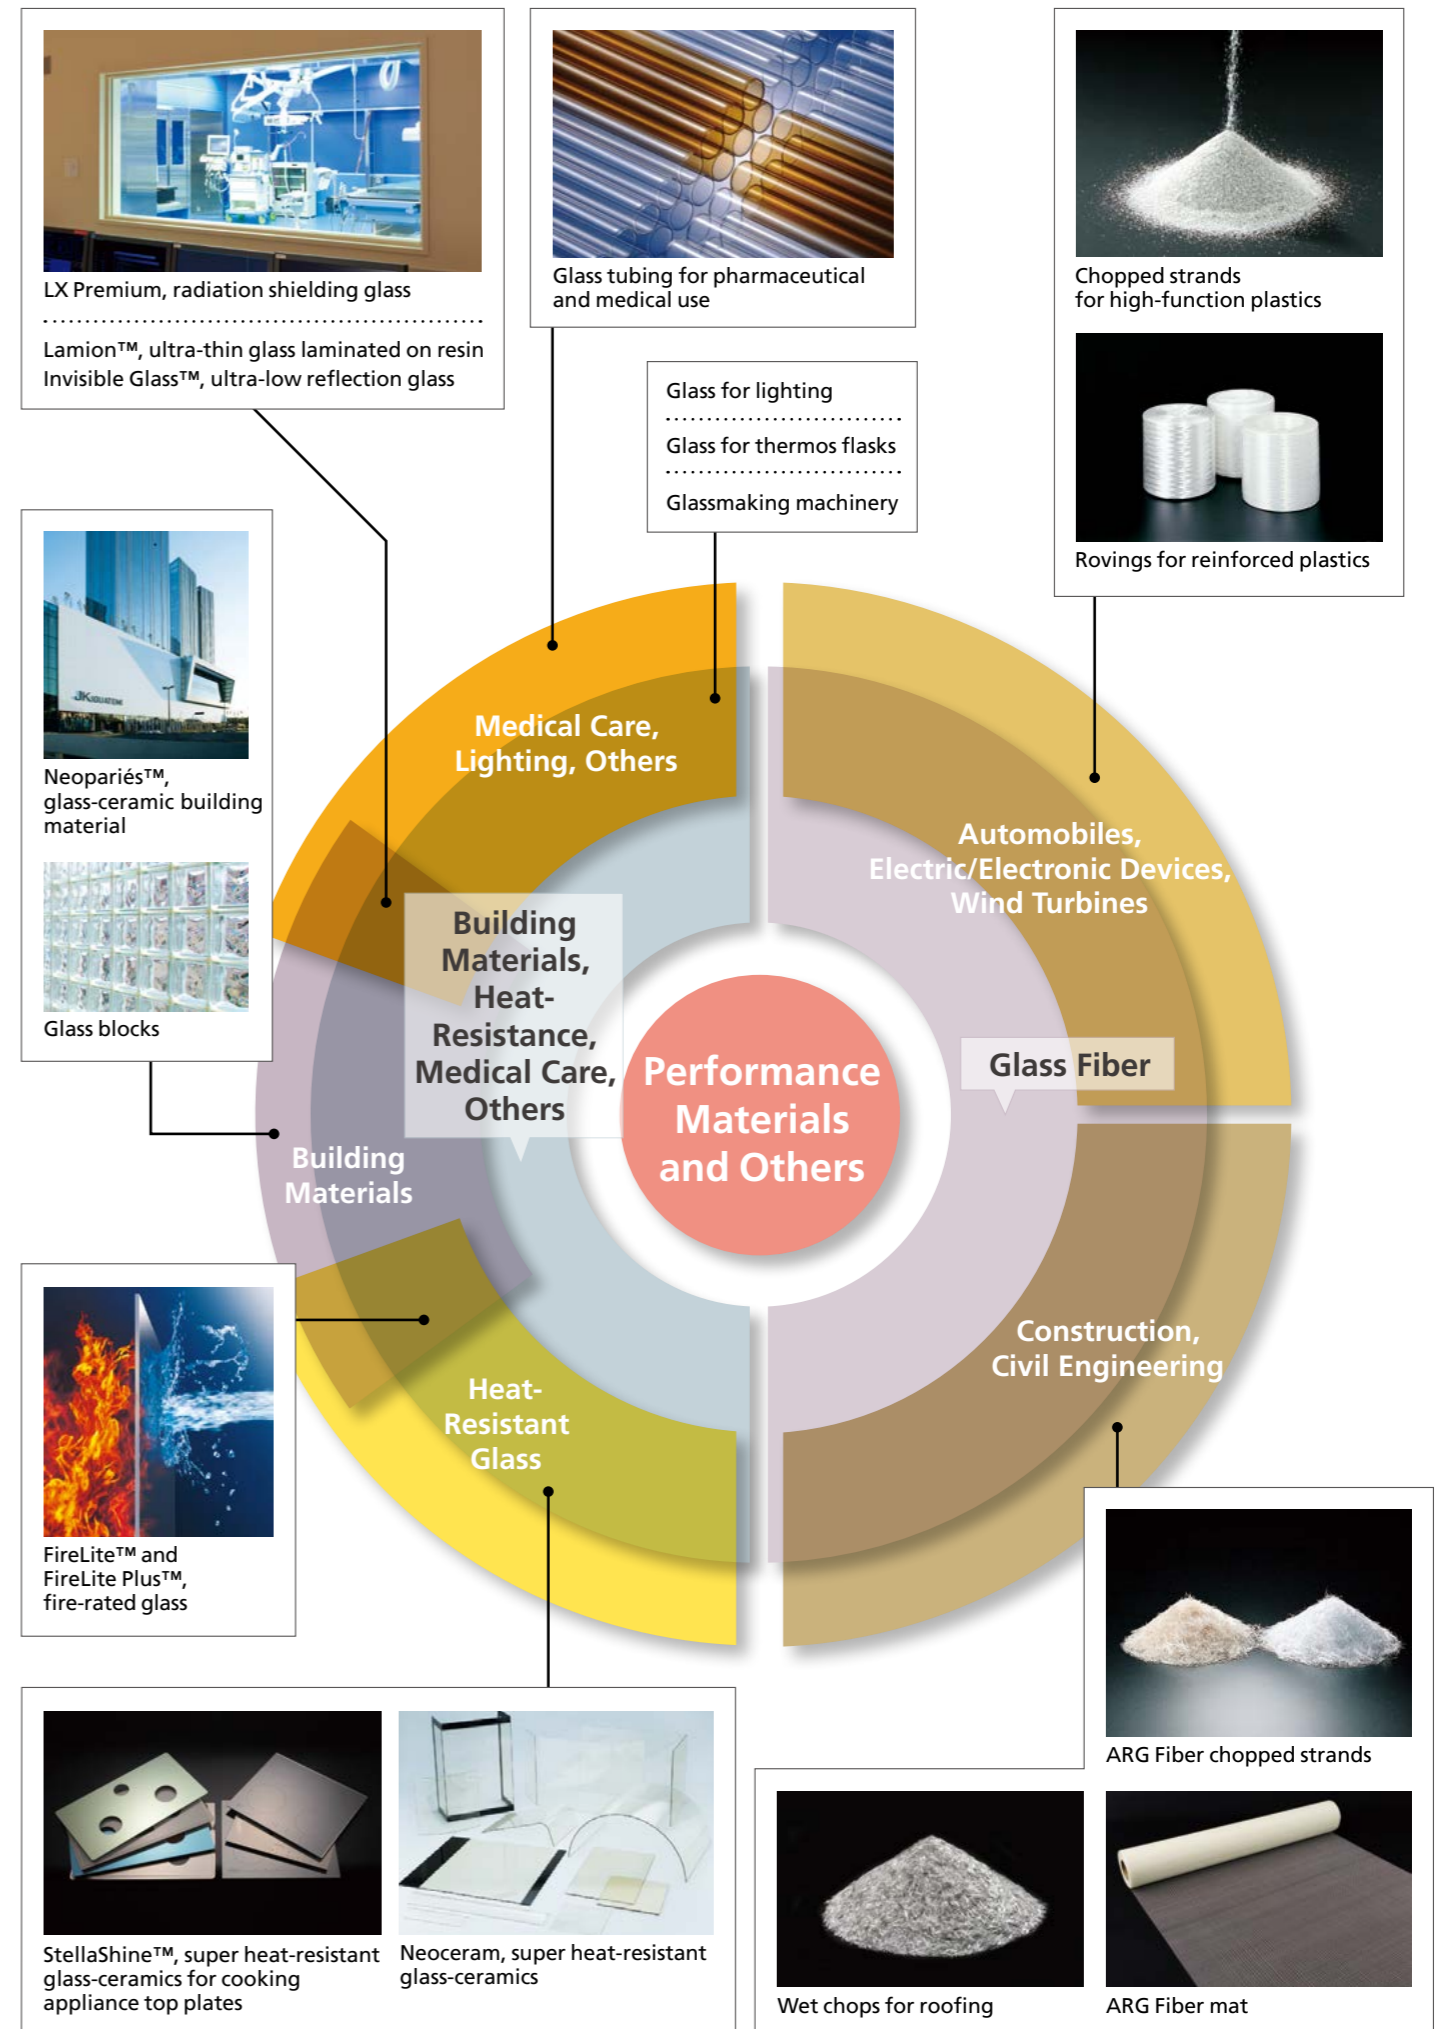 LX Premium, radiation shielding glass
Lamion™, ultra-thin glass laminated on resin
Invisible Glass™, ultra-low reflection glass
Glass tubing for pharmaceutical
and medical use
Glass for lighting
Glass for thermos flasks
Glassmaking machinery
Chopped strands
for high-function plastics
Rovings for reinforced plastics
JK IGUATEMI
Neopariés™,
glass-ceramic building
material
Glass blocks
Medical Care,
Lighting, Others
Automobiles,
Electric/Electronic Devices,
Wind Turbines
Building
Materials,
Heat-
Resistance,
Medical Care,
Others
Performance
Materials
and Others
Glass Fiber
Building
Materials
Construction,
Civil Engineering
Heat-
Resistant
Glass
FireLite™ and
FireLite Plus™,
fire-rated glass
StellaShine™, super heat-resistant
glass-ceramics for cooking
appliance top plates
Neoceram, super heat-resistant
glass-ceramics
ARG Fiber chopped strands
Wet chops for roofing
ARG Fiber mat